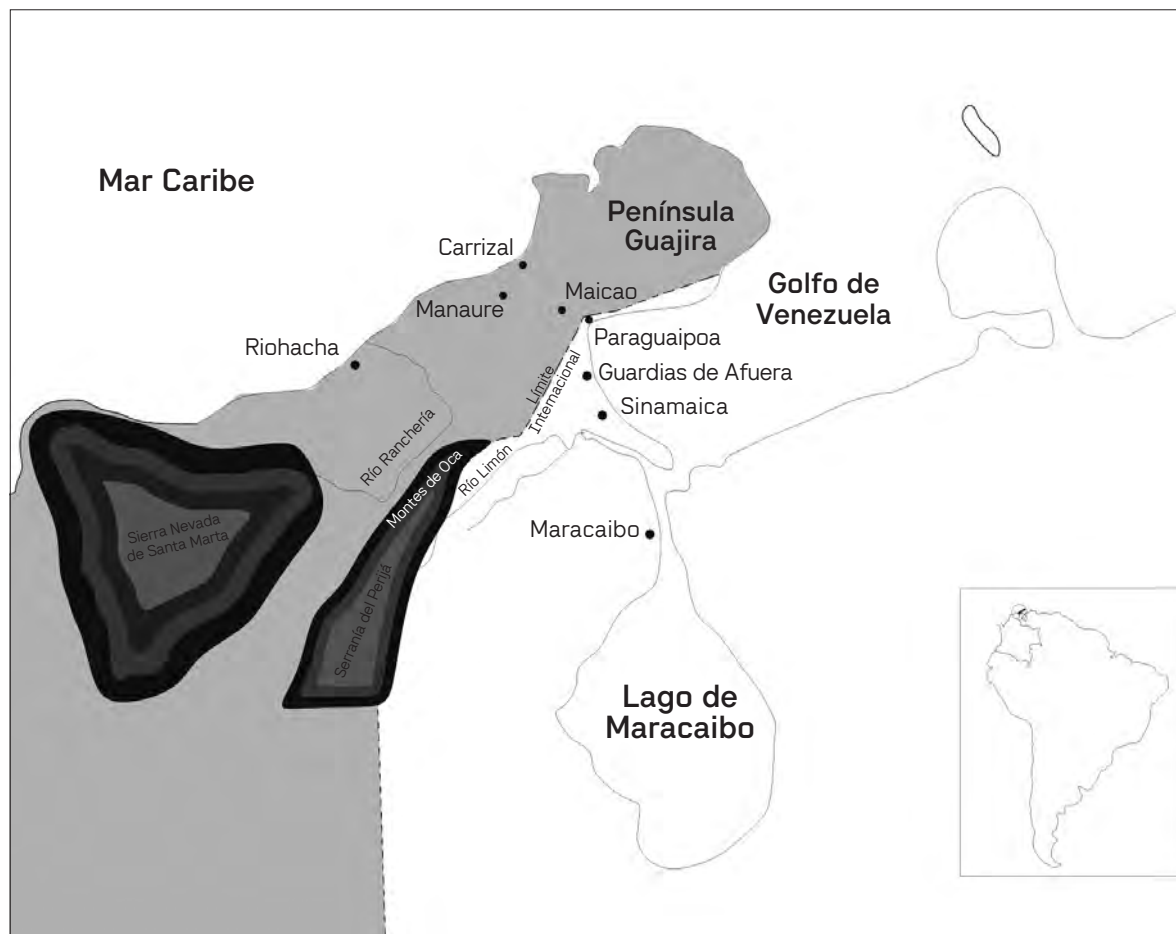 Mar Caribe
Península
Guajira
Carrizal
Manaure
Maicao
Golfo de
Venezuela
Paraguaipoa
Riohacha
Guardias de Afuera
Límite
Internacional
Sinamaica
Río Ranchería
Montes de Oca
Río Limón
Sierra Nevada
de Santa Marta
Maracaibo
Serranía del Perijá
Lago de
Maracaibo